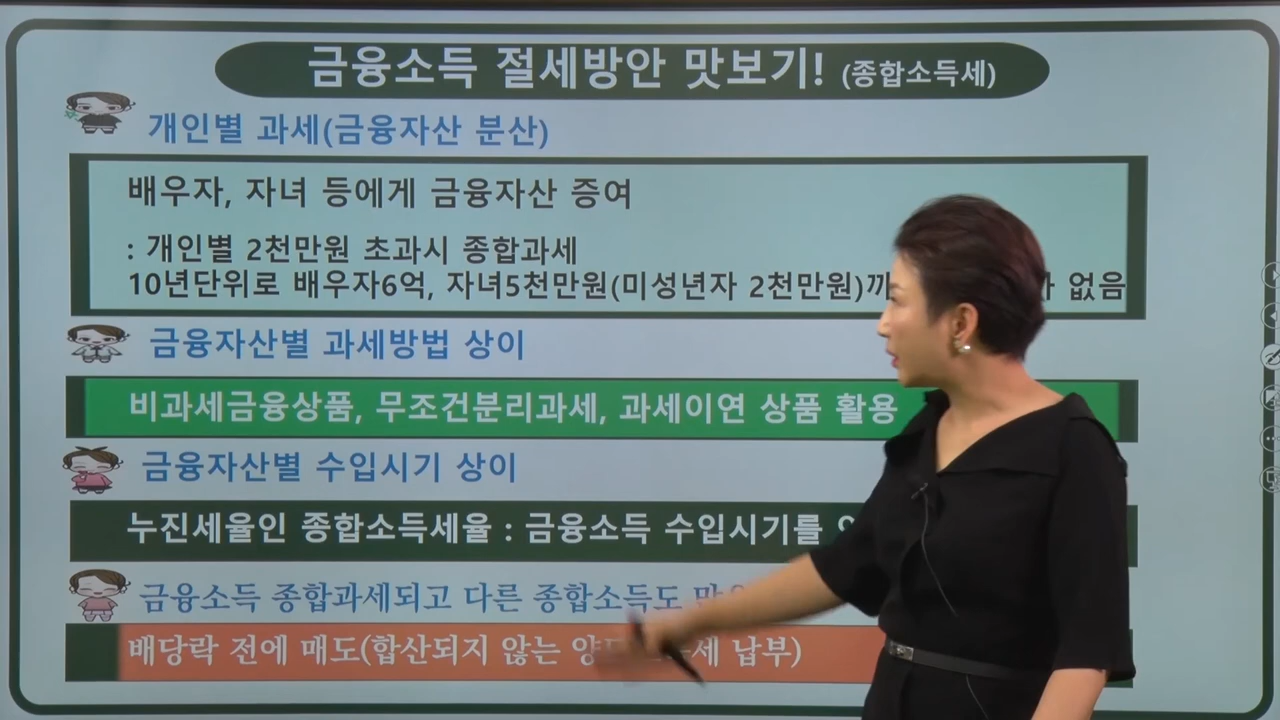 금융소득 절세방안 맛보기! (종합소득세)
개인별 과세(금융자산 분산)
배우자, 자녀 등에게 금융자산 증여
: 개인별 2천만원 초과시 종합과세
10년단위로 배우자6억, 자녀5천만원(미성년자 2천만원) 없음
금융자산별 과세방법 상이
비과세금융상품, 무조건분리과세, 과세이연 상품 활용
금융자산별 수입시기 상이
누진세율인 종합소득세율 : 금융소득 수입시기를
금융소득 종합과세되고 다른 종합소득도
배당락 전에 매도(합산되지 않는 납부)